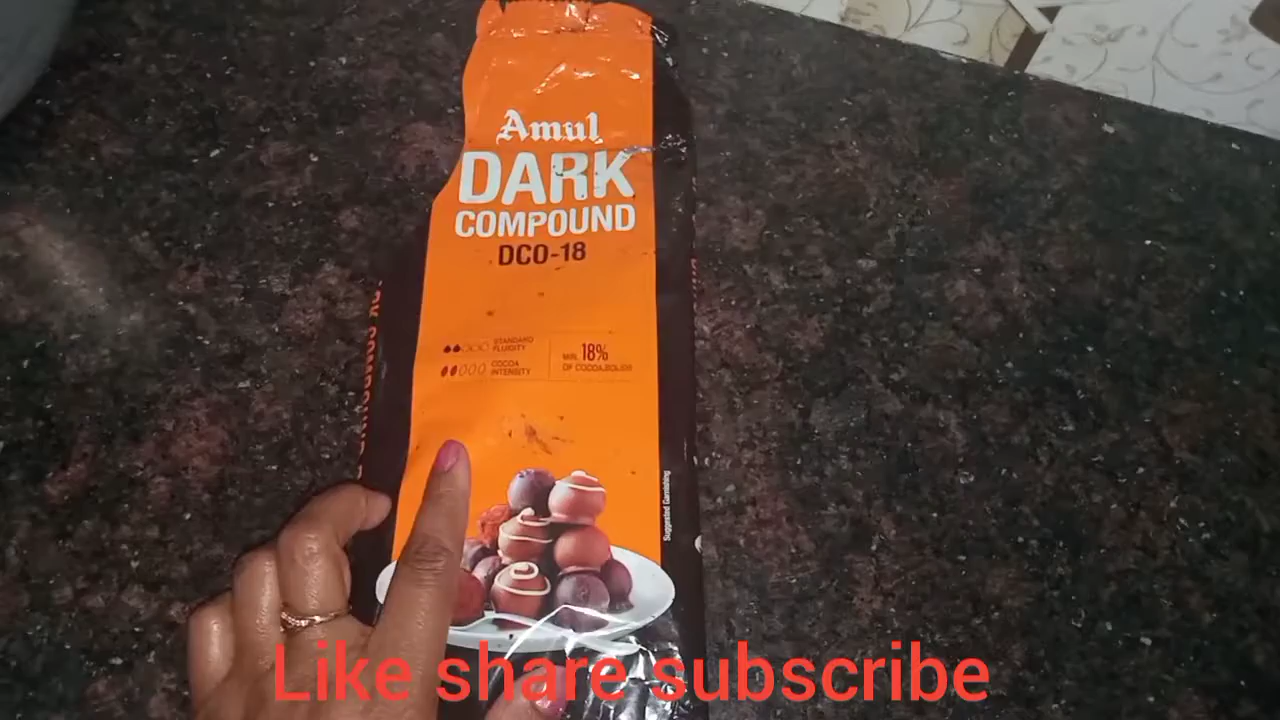 Amul
DARK
COMPOUND
DCO-18
STANDARD
FLUIDITY
COCOA
INTENSITY
MIN. 18%
OF COCOA SOLIDS
Suggested Garnishing
Like share subscribe